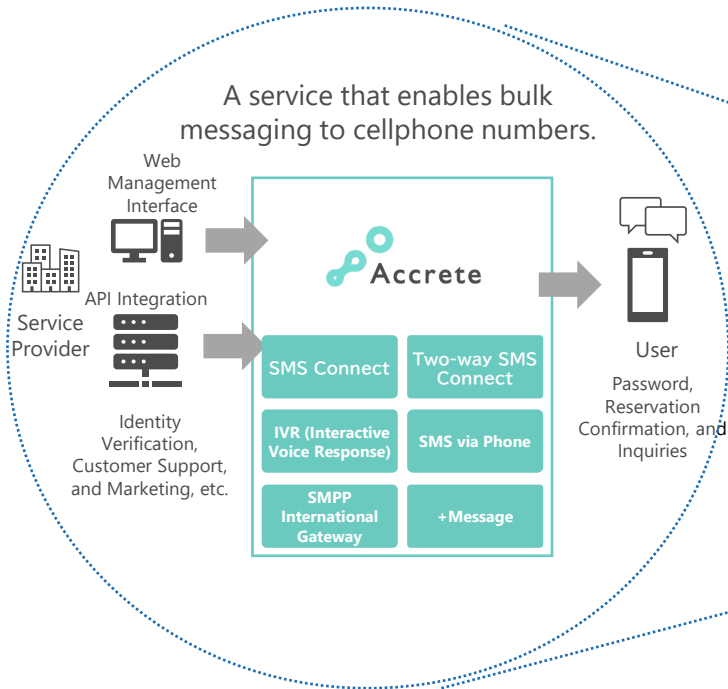 A service that enables bulk
messaging to cellphone numbers.
Web
Management
Interface
API Integration
Service
Provider
Identity
Verification,
Customer Support,
and Marketing, etc.
Accrete
SMS Connect
Two-way SMS
Connect
IVR (Interactive
Voice Response)
SMS via Phone
SMPP
International
Gateway
+Message
User
Password,
Reservation
Confirmation, and
Inquiries